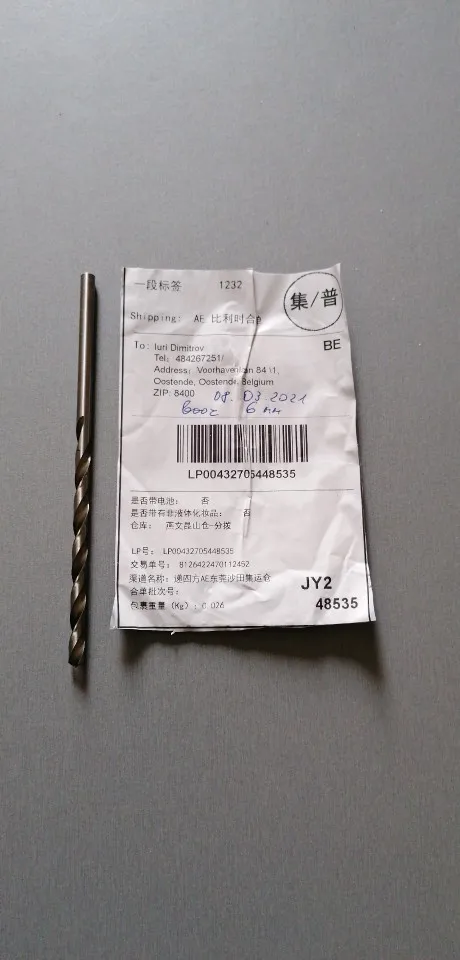 一段标签 1232
集/普
Shipping: AE 比利时合
To: Iuri Dimitrov BE
Tel: 484267251/
Address: Voorhavenlaan 84
Oostende, Oostende, Belgium
ZIP: 8400 08.03.2021
6 мм
LP00432705448535
是否带电池: 否
是否带有非液体化妆品: 否
仓库: 燕文昆山仓-分拨
LP号: LP00432705448535
交易单号: 8126422470112452
渠道名称: 递四方AE东莞沙田集运仓
合单批次号:
包裹重量 (Kg): 0.026
JY2
48535